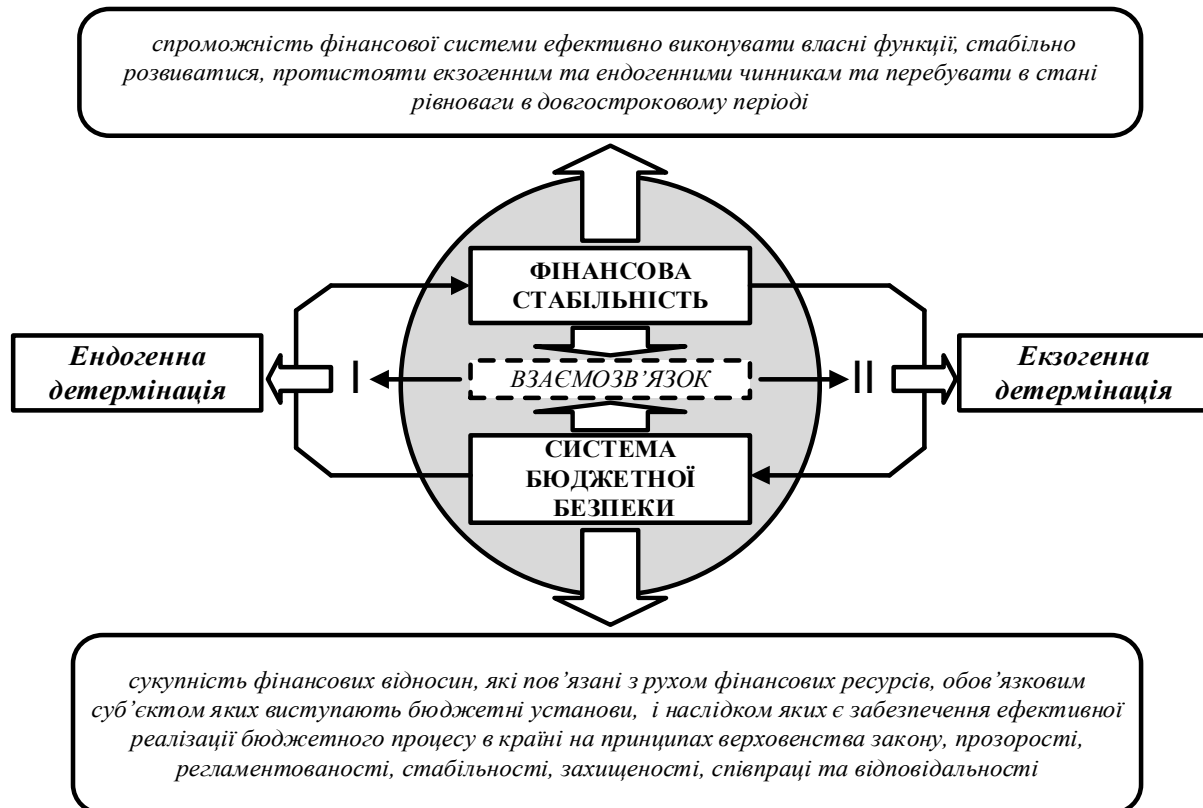 спроможність фінансової системи ефективно виконувати власні функції, стабільно
розвиватися, протистояти екзогенним та ендогенними чинникам та перебувати в стані
рівноваги в довгостроковому періоді
ФІНАНСОВА
СТАБІЛЬНІСТЬ
Ендогенна
детермінація
I
ВЗАЄМОЗВ’ЯЗОК
II
Екзогенна
детермінація
СИСТЕМА
БЮДЖЕТНОЇ
БЕЗПЕКИ
сукупність фінансових відносин, які пов’язані з рухом фінансових ресурсів, обов’язковим
суб’єктом яких виступають бюджетні установи, і наслідком яких є забезпечення ефективної
реалізації бюджетного процесу в країні на принципах верховенства закону, прозорості,
регламентованості, стабільності, захищеності, співпраці та відповідальності